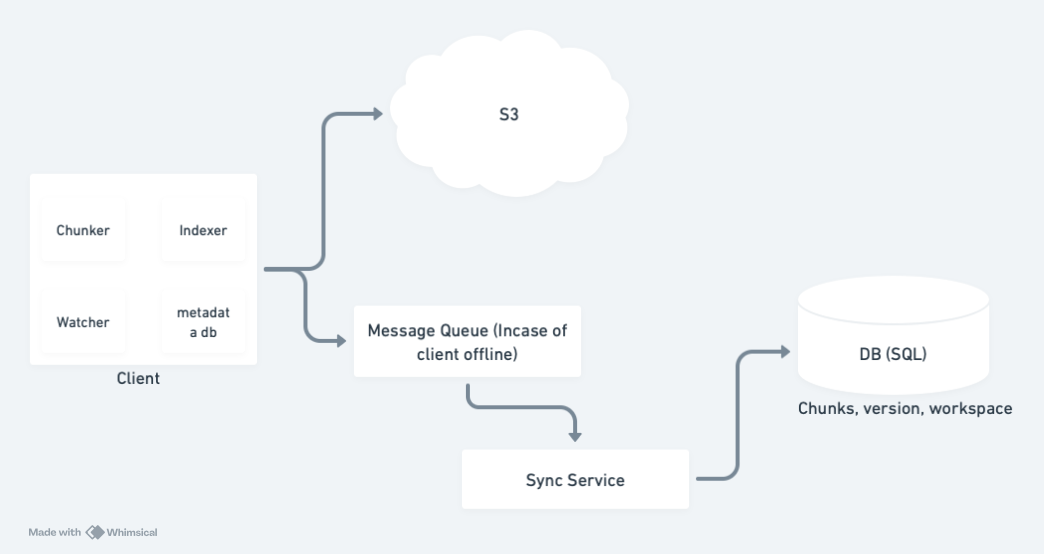 S3
Chunker
Indexer
Watcher
metadat
a db
Client
Message Queue (Incase of
client offline)
DB (SQL)
Chunks, version, workspace
Sync Service
Made with Whimsical